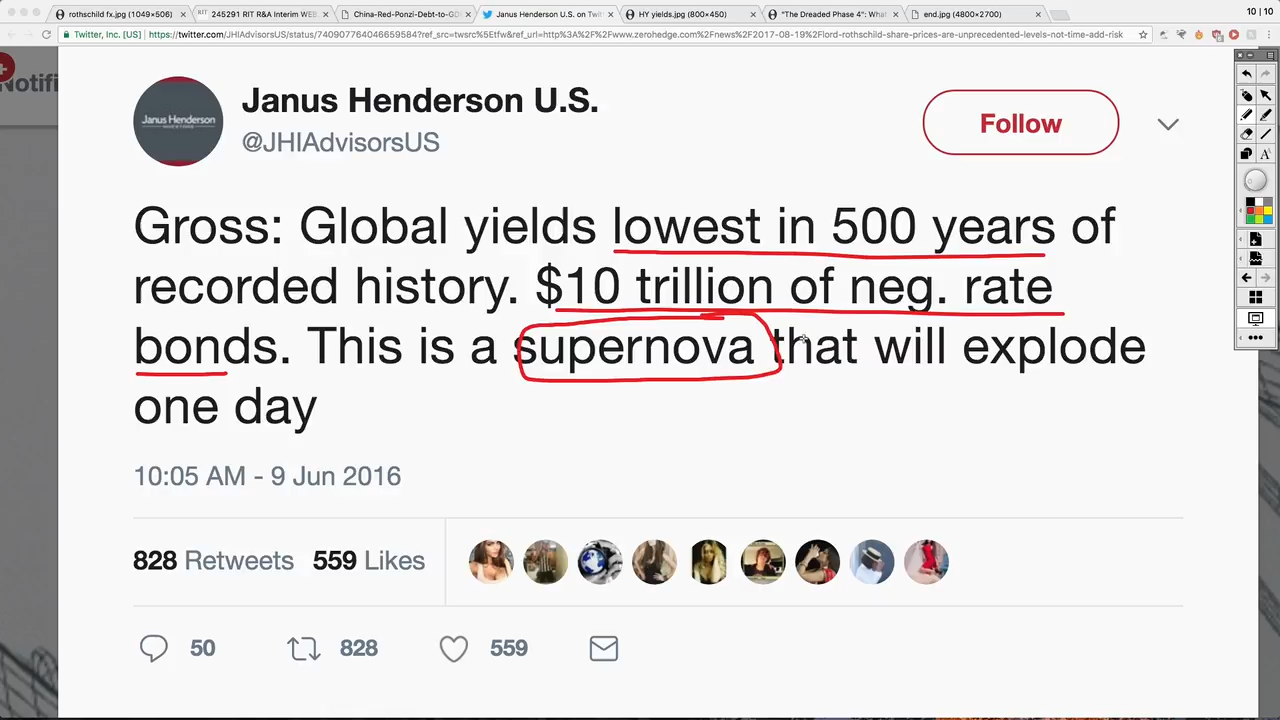 rothschild fx.jpg (1049×506)
245291 RIT R&A Interim WEB
China-Red-Ponzi-Debt-to-GD
Janus Henderson U.S. on Twit
HY yields.jpg (800×450)
"The Dreaded Phase 4": What
end.jpg (4800×2700)
10|10
Twitter, Inc. [US]
https://twitter.com/JHIAdvisorsUS/status/740907764046659584?ref_src=twsrc%5Etfw&ref_url=http%3A%2F%2Fwww.zerohedge.com%2Fnews%2F2017-08-19%2Flord-rothschild-share-prices-are-unprecedented-levels-not-time-add-risk
Notifi
Janus Henderson
INVESTORS
Janus Henderson U.S.
@JHIAdvisorsUS
Follow
Gross: Global yields lowest in 500 years of
recorded history. $10 trillion of neg. rate
bonds. This is a supernova that will explode
one day
10:05 AM - 9 Jun 2016
828 Retweets 559 Likes
50 828 559